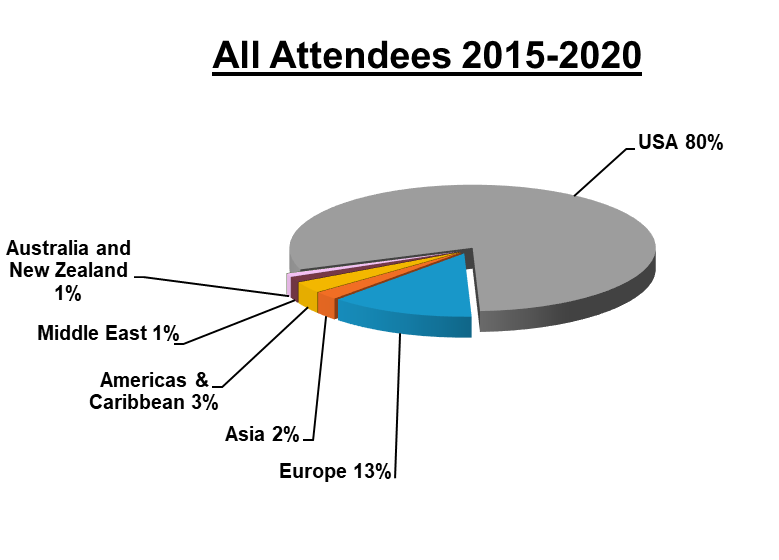 All Attendees 2015-2020
USA 80%
Australia and
New Zealand
1%
Middle East 1%
Americas &
Caribbean 3%
Asia 2%
Europe 13%